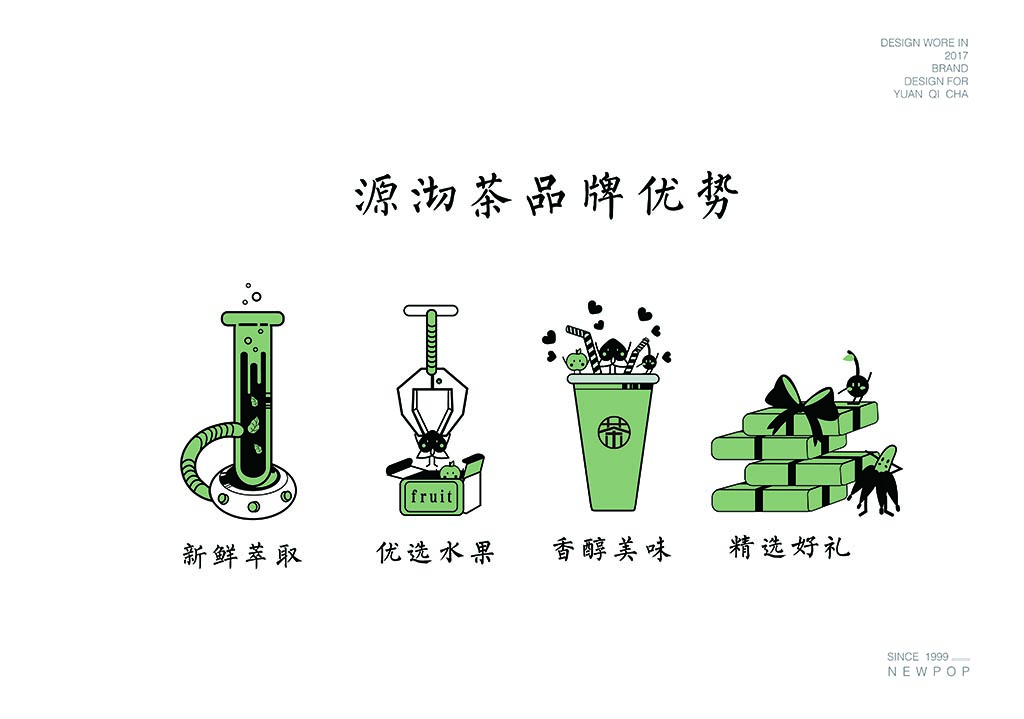 DESIGN WORE IN
2017
BRAND
DESIGN FOR
YUAN QI CHA
源沏茶品牌优势
fruit
茶
新鲜萃取
优选水果
香醇美味
精选好礼
SINCE 1999
NEWPOP